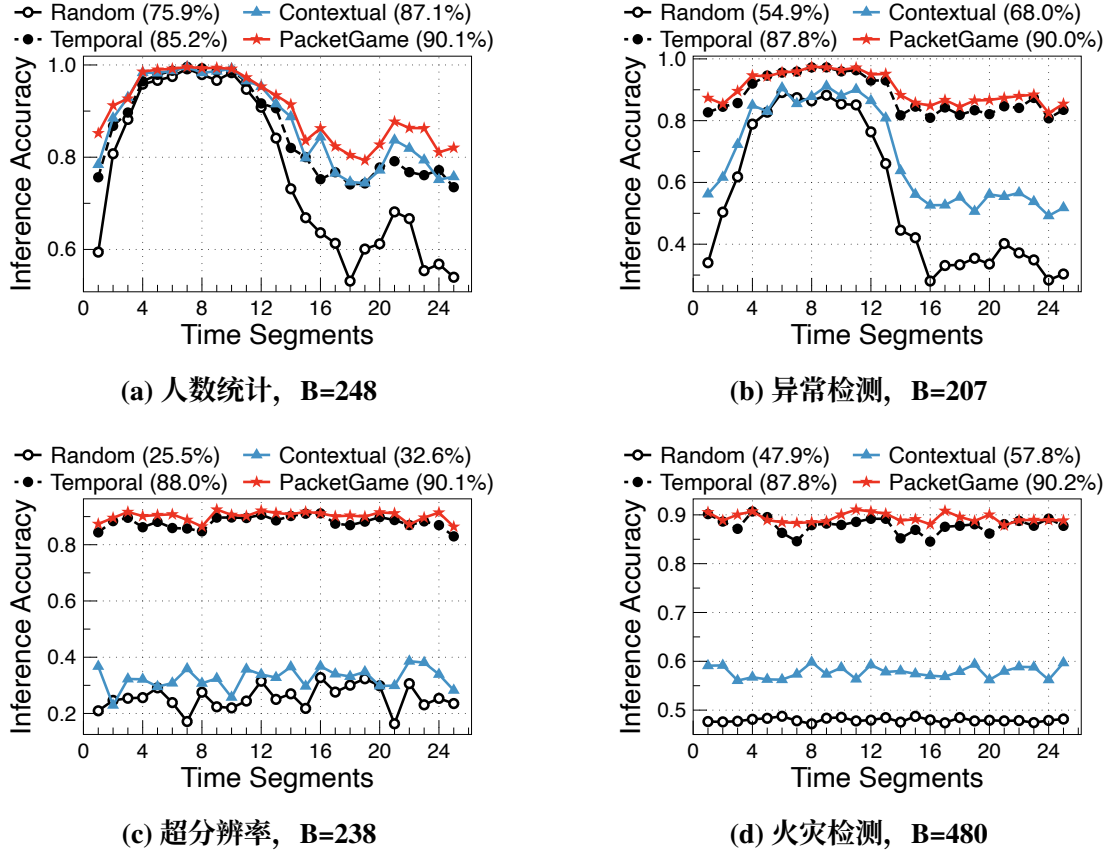 Random (75.9%) Contextual (87.1%)
Temporal (85.2%) PacketGame (90.1%)
Inference Accuracy
1.0
0.8
0.6
0 4 8 12 16 20 24
Time Segments
(a) 人数统计，B=248
Random (54.9%) Contextual (68.0%)
Temporal (87.8%) PacketGame (90.0%)
Inference Accuracy
1.0
0.8
0.6
0.4
0 4 8 12 16 20 24
Time Segments
(b) 异常检测，B=207
Random (25.5%) Contextual (32.6%)
Temporal (88.0%) PacketGame (90.1%)
Inference Accuracy
0.8
0.6
0.4
0.2
0 4 8 12 16 20 24
Time Segments
(c) 超分辨率，B=238
Random (47.9%) Contextual (57.8%)
Temporal (87.8%) PacketGame (90.2%)
Inference Accuracy
0.9
0.8
0.7
0.6
0.5
0 4 8 12 16 20 24
Time Segments
(d) 火灾检测，B=480